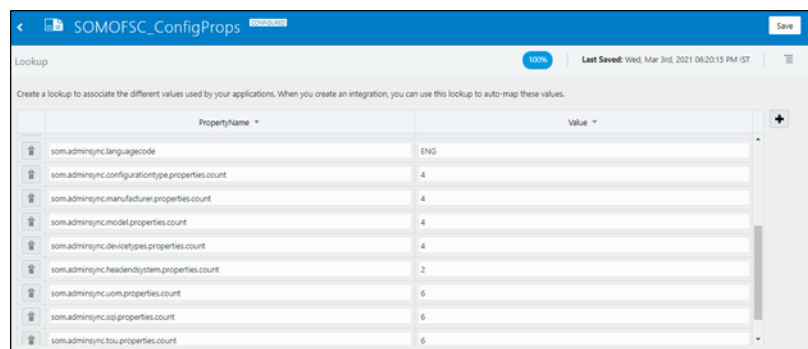 SOMOFSC_ConfigProps CONFIGURED
Save
Lookup
100%
Last Saved: Wed, Mar 3rd, 2021 06:20:15 PM IST
Create a lookup to associate the different values used by your applications. When you create an integration, you can use this lookup to auto-map these values.
PropertyName Value
som.adminsync.languagecode ENG
som.adminsync.configurationtype.properties.count 4
som.adminsync.manufacturer.properties.count 4
som.adminsync.model.properties.count 4
som.adminsync.devicetypes.properties.count 4
som.adminsync.headendsystem.properties.count 2
som.adminsync.uom.properties.count 6
som.adminsync.sqi.properties.count 6
som.adminsync.tou.properties.count 6